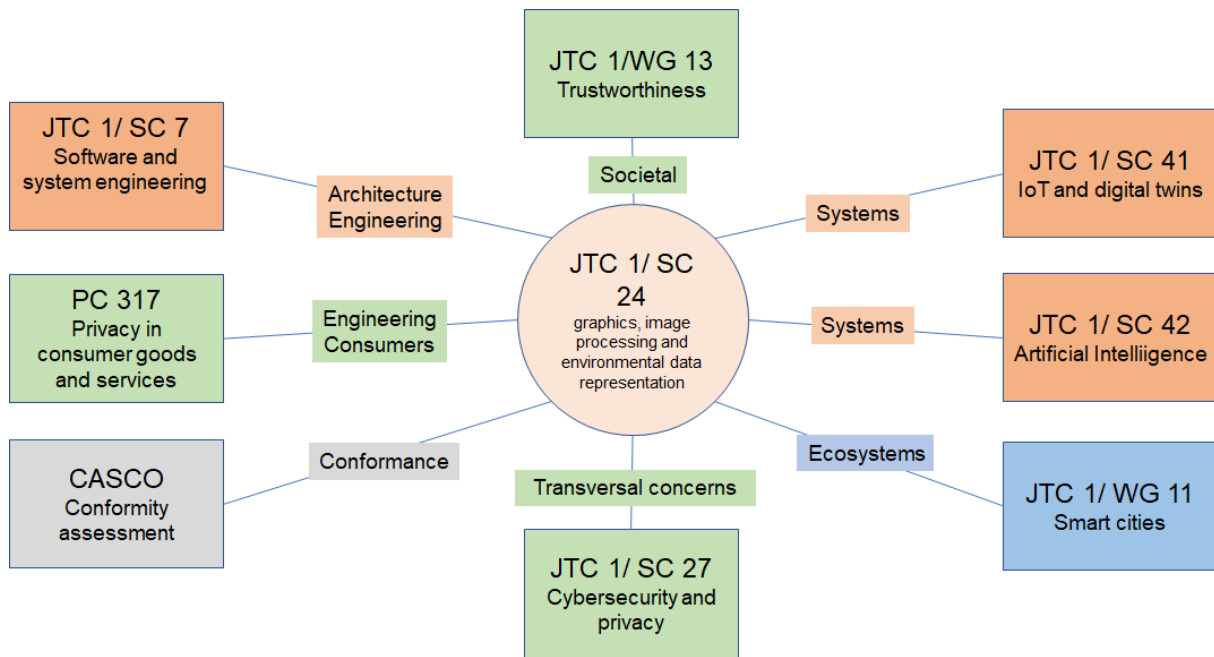 JTC 1/WG 13
Trustworthiness
JTC 1/ SC 7
Software and
system engineering
JTC 1/ SC 41
IoT and digital twins
Societal
Architecture
Engineering
Systems
JTC 1/ SC
24
graphics, image
processing and
environmental data
representation
PC 317
Privacy in
consumer goods
and services
Engineering
Consumers
Systems
JTC 1/ SC 42
Artificial Intelliigence
CASCO
Conformity
assessment
Conformance
Ecosystems
Transversal concerns
JTC 1/ WG 11
Smart cities
JTC 1/ SC 27
Cybersecurity and
privacy